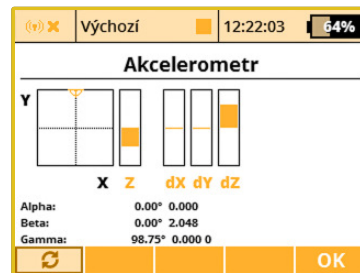 Výchozí 12:22:03 64%
Akcelerometr
Y
X Z dX dY dZ
Alpha: 0.00° 0.000
Beta: 0.00° 2.048
Gamma: 98.75° 0.000 0
OK